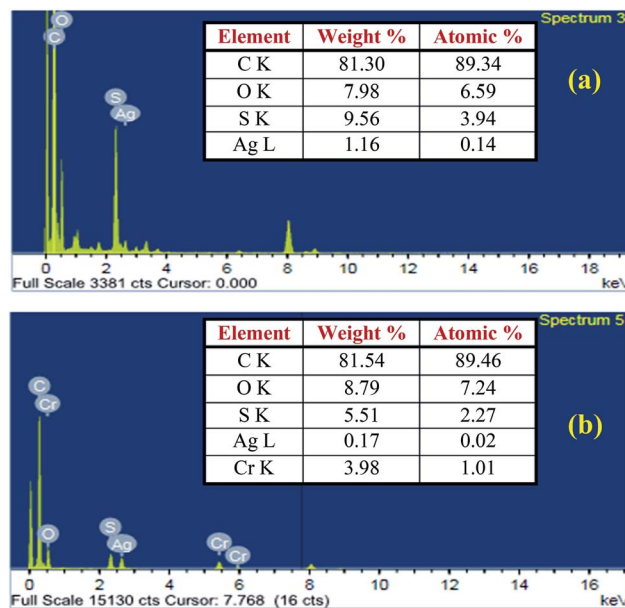 Spectrum 3
Element Weight % Atomic %
C K 81.30 89.34
O K 7.98 6.59
S K 9.56 3.94
Ag L 1.16 0.14
(a)
O
C
S
Ag
0 2 4 6 8 10 12 14 16 18
Full Scale 3381 cts Cursor: 0.000
keV
Spectrum 5
Element Weight % Atomic %
C K 81.54 89.46
O K 8.79 7.24
S K 5.51 2.27
Ag L 0.17 0.02
Cr K 3.98 1.01
(b)
C
Cr
O
S
Ag
Cr
Cr
0 2 4 6 8 10 12 14 16 18
Full Scale 15130 cts Cursor: 7.768 (16 cts)
keV